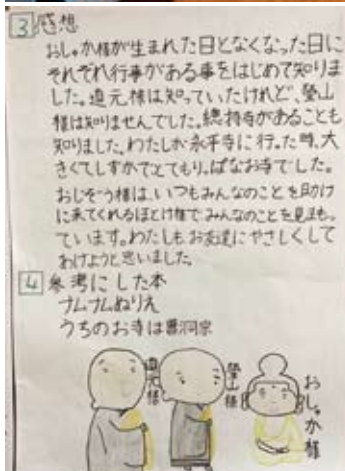 3 感想
おしゃか様が生まれた日となくなった日に
それぞれ行事がある事をはじめて知りま
した。道元様は知っていたけれど、瑩山
様は知りませんでした。總持寺があることも
知りました。わたしが永平寺に行った時、大
きくてしずかでとてもりっぱなお寺でした。
おじぞう様は、いつもみんなのことを助け
に来てくれるほとけ様で、みんなのことを見まも。
ています。わたしもお友達にやさしくして
あげようと思いました。
4 参考にした本
ナムナムぬりえ
うちのお寺は曹洞宗
道元様
瑩山様
おしゃか様